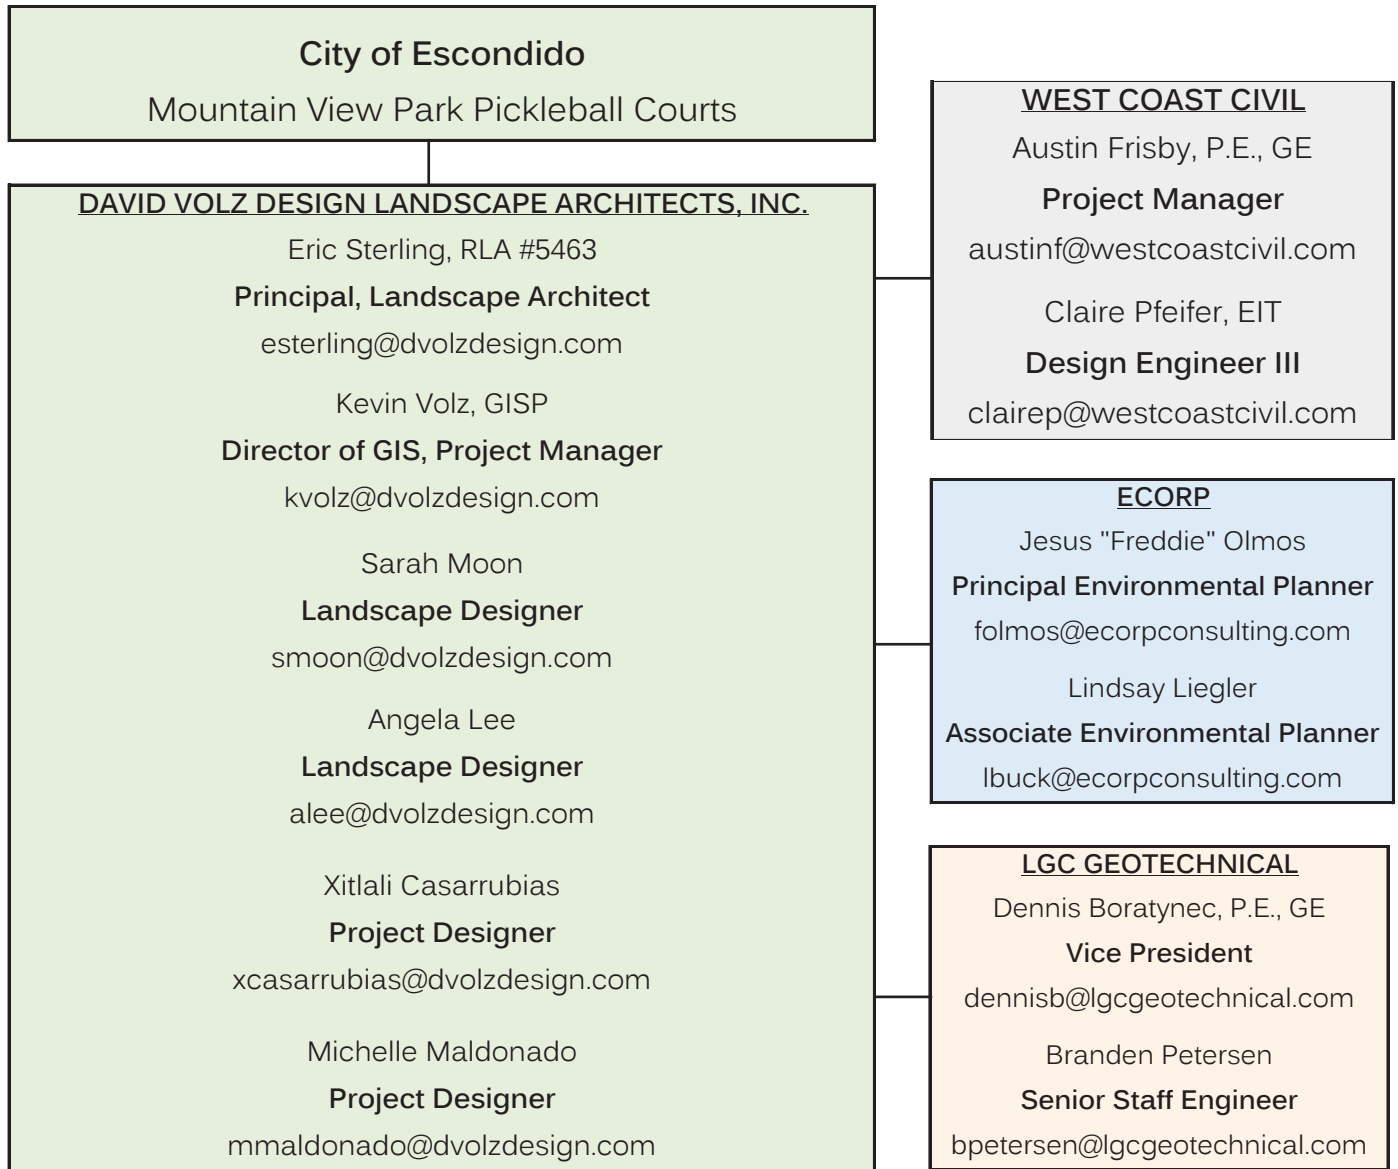 City of Escondido
Mountain View Park Pickleball Courts
DAVID VOLZ DESIGN LANDSCAPE ARCHITECTS, INC.
Eric Sterling, RLA #5463
Principal, Landscape Architect
esterling@dvolzdesign.com
Kevin Volz, GISP
Director of GIS, Project Manager
kvolz@dvolzdesign.com
Sarah Moon
Landscape Designer
smoon@dvolzdesign.com
Angela Lee
Landscape Designer
alee@dvolzdesign.com
Xitlali Casarrubias
Project Designer
xcasarrubias@dvolzdesign.com
Michelle Maldonado
Project Designer
mmaldonado@dvolzdesign.com
WEST COAST CIVIL
Austin Frisby, P.E., GE
Project Manager
austinf@westcoastcivil.com
Claire Pfeifer, EIT
Design Engineer III
clairep@westcoastcivil.com
ECORP
Jesus "Freddie" Olmos
Principal Environmental Planner
folmos@ecorpconsulting.com
Lindsay Liegler
Associate Environmental Planner
lbuck@ecorpconsulting.com
LGC GEOTECHNICAL
Dennis Boratynec, P.E., GE
Vice President
dennisb@lgcgeotechnical.com
Branden Petersen
Senior Staff Engineer
bpetersen@lgcgeotechnical.com